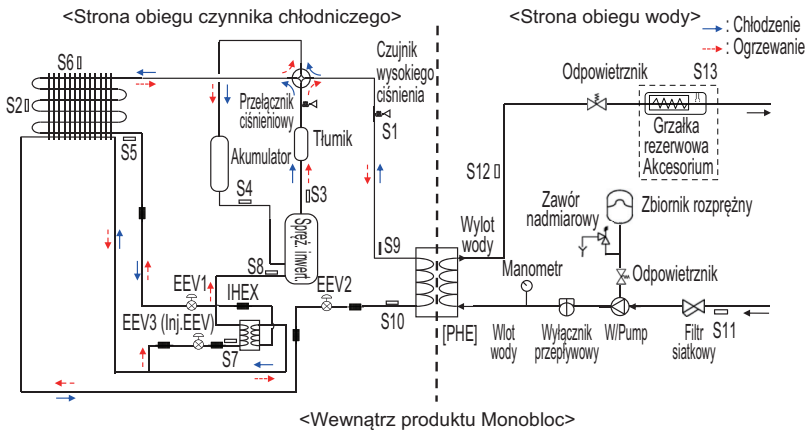 <Strona obiegu czynnika chłodniczego>
<Strona obiegu wody>
: Chłodzenie
: Ogrzewanie
S6
S2
S5
Przełącznik
ciśnieniowy
Czujnik
wysokiego
ciśnienia
S1
Tłumik
Akumulator
S4
S3
Spręż. invert.
S8
S9
EEV1
IHEX
EEV2
EEV3 (Inj.EEV)
S7
S10
[PHE]
Odpowietrznik
S13
Grzałka
rezerwowa
Akcesorium
S12
Wylot
wody
Zawór
nadmiarowy
Zbiornik rozprężny
Manometr
Odpowietrznik
Wlot
wody
Wyłącznik
przepływowy
W/Pump
Filtr
siatkowy
S11
<Wewnątrz produktu Monobloc>